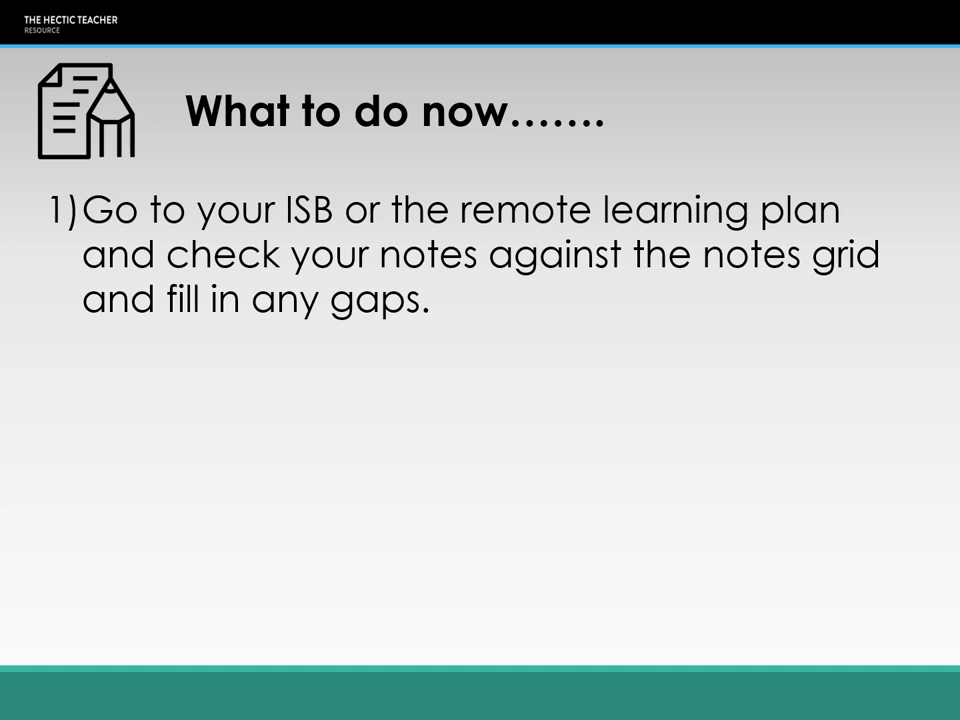 THE HECTIC TEACHER
RESOURCE
What to do now…….
1)Go to your ISB or the remote learning plan
and check your notes against the notes grid
and fill in any gaps.